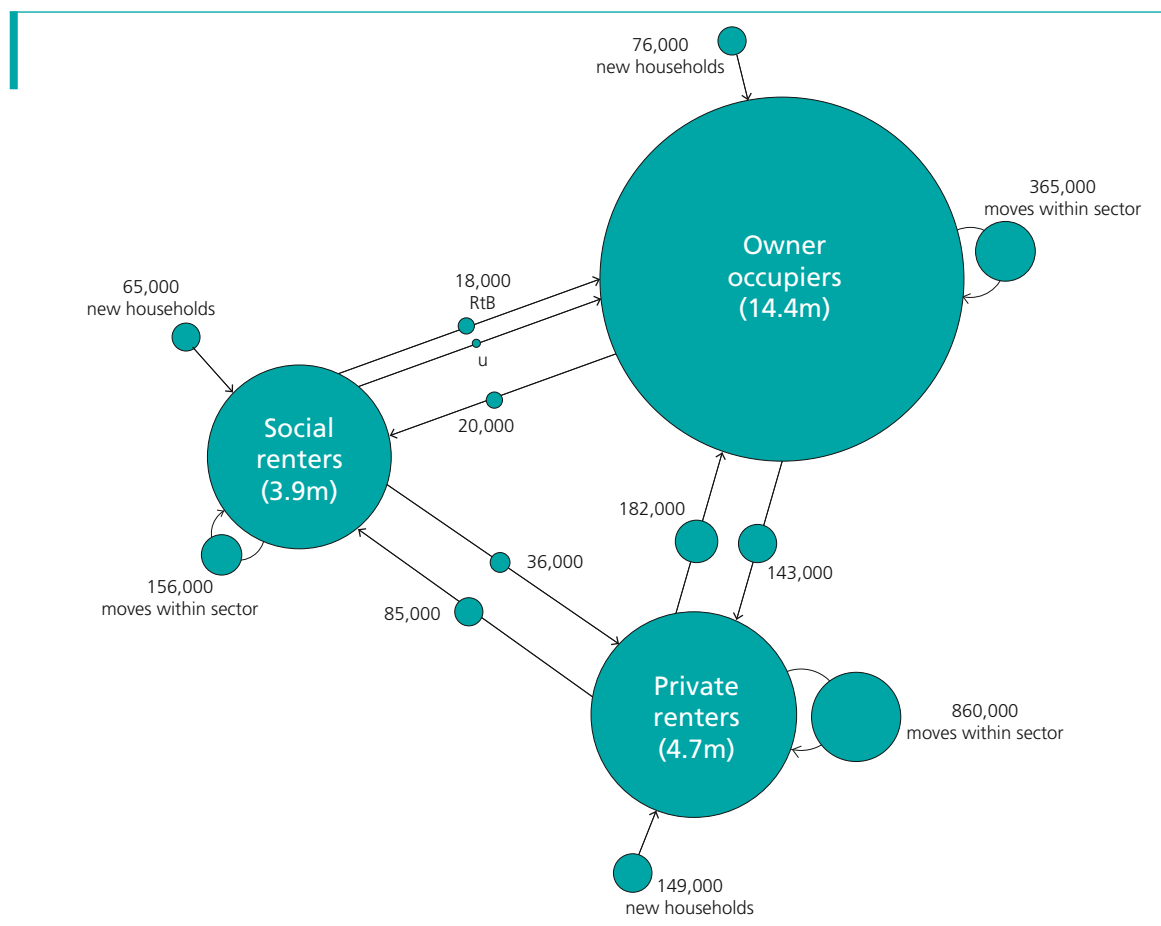 76,000
new households
Owner
occupiers
(14.4m)
365,000
moves within sector
18,000
RtB
65,000
new households
u
20,000
Social
renters
(3.9m)
182,000
143,000
36,000
156,000
moves within sector
85,000
Private
renters
(4.7m)
860,000
moves within sector
149,000
new households